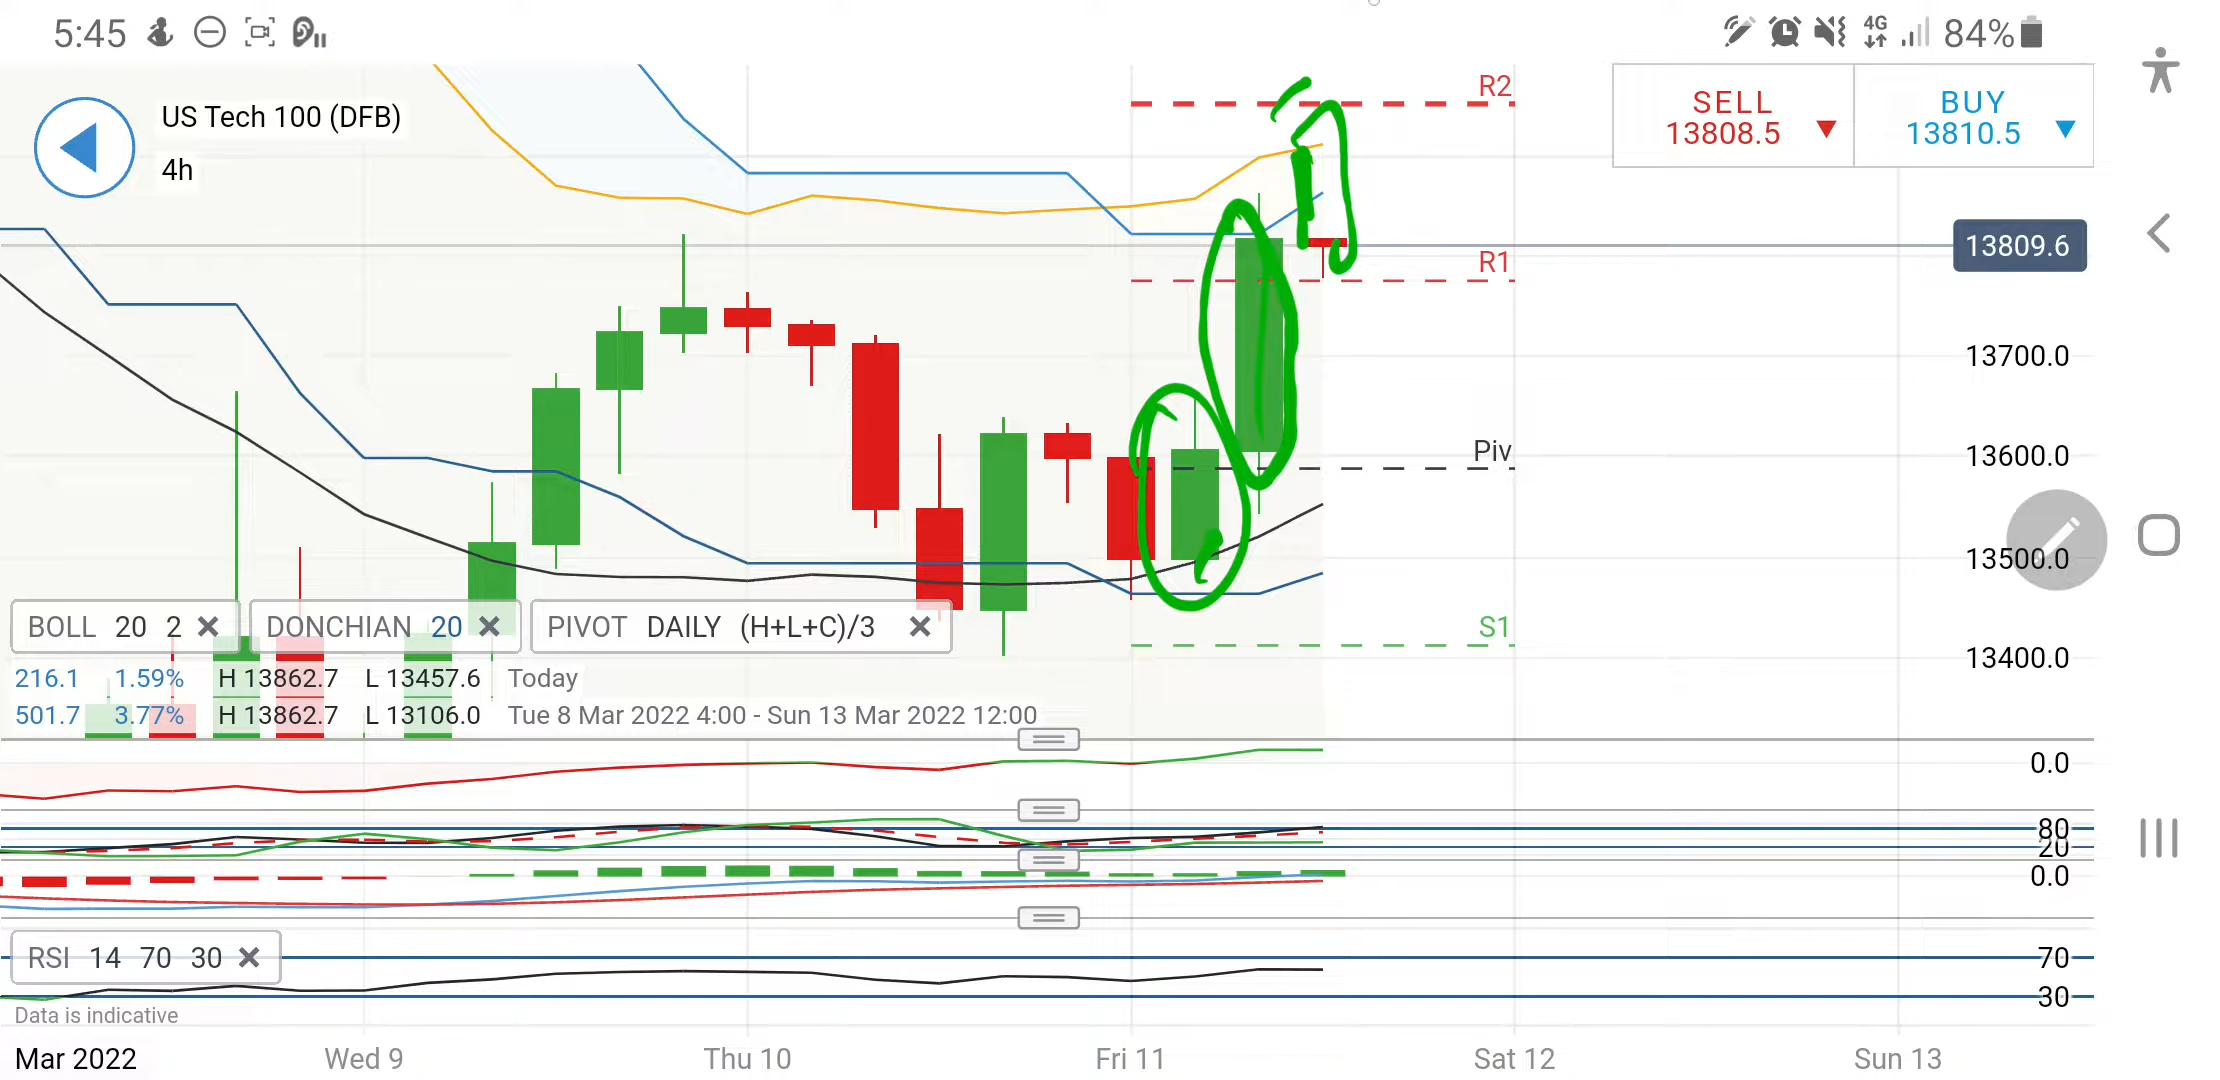 5:45 4G 84%
US Tech 100 (DFB)
4h
SELL
13808.5
BUY
13810.5
R2
R1
13809.6
13700.0
Piv
13600.0
13500.0
S1
13400.0
BOLL 20 2
DONCHIAN 20
PIVOT DAILY (H+L+C)/3
216.1 1.59% H 13862.7 L 13457.6 Today
501.7 3.77% H 13862.7 L 13106.0 Tue 8 Mar 2022 4:00 - Sun 13 Mar 2022 12:00
0.0
80
20
0.0
RSI 14 70 30
70
30
Data is indicative
Mar 2022 Wed 9 Thu 10 Fri 11 Sat 12 Sun 13